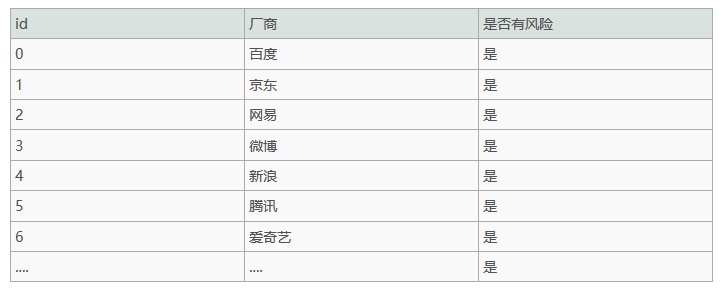 id 厂商 是否有风险
0 百度 是
1 京东 是
2 网易 是
3 微博 是
4 新浪 是
5 腾讯 是
6 爱奇艺 是
.... .... 是